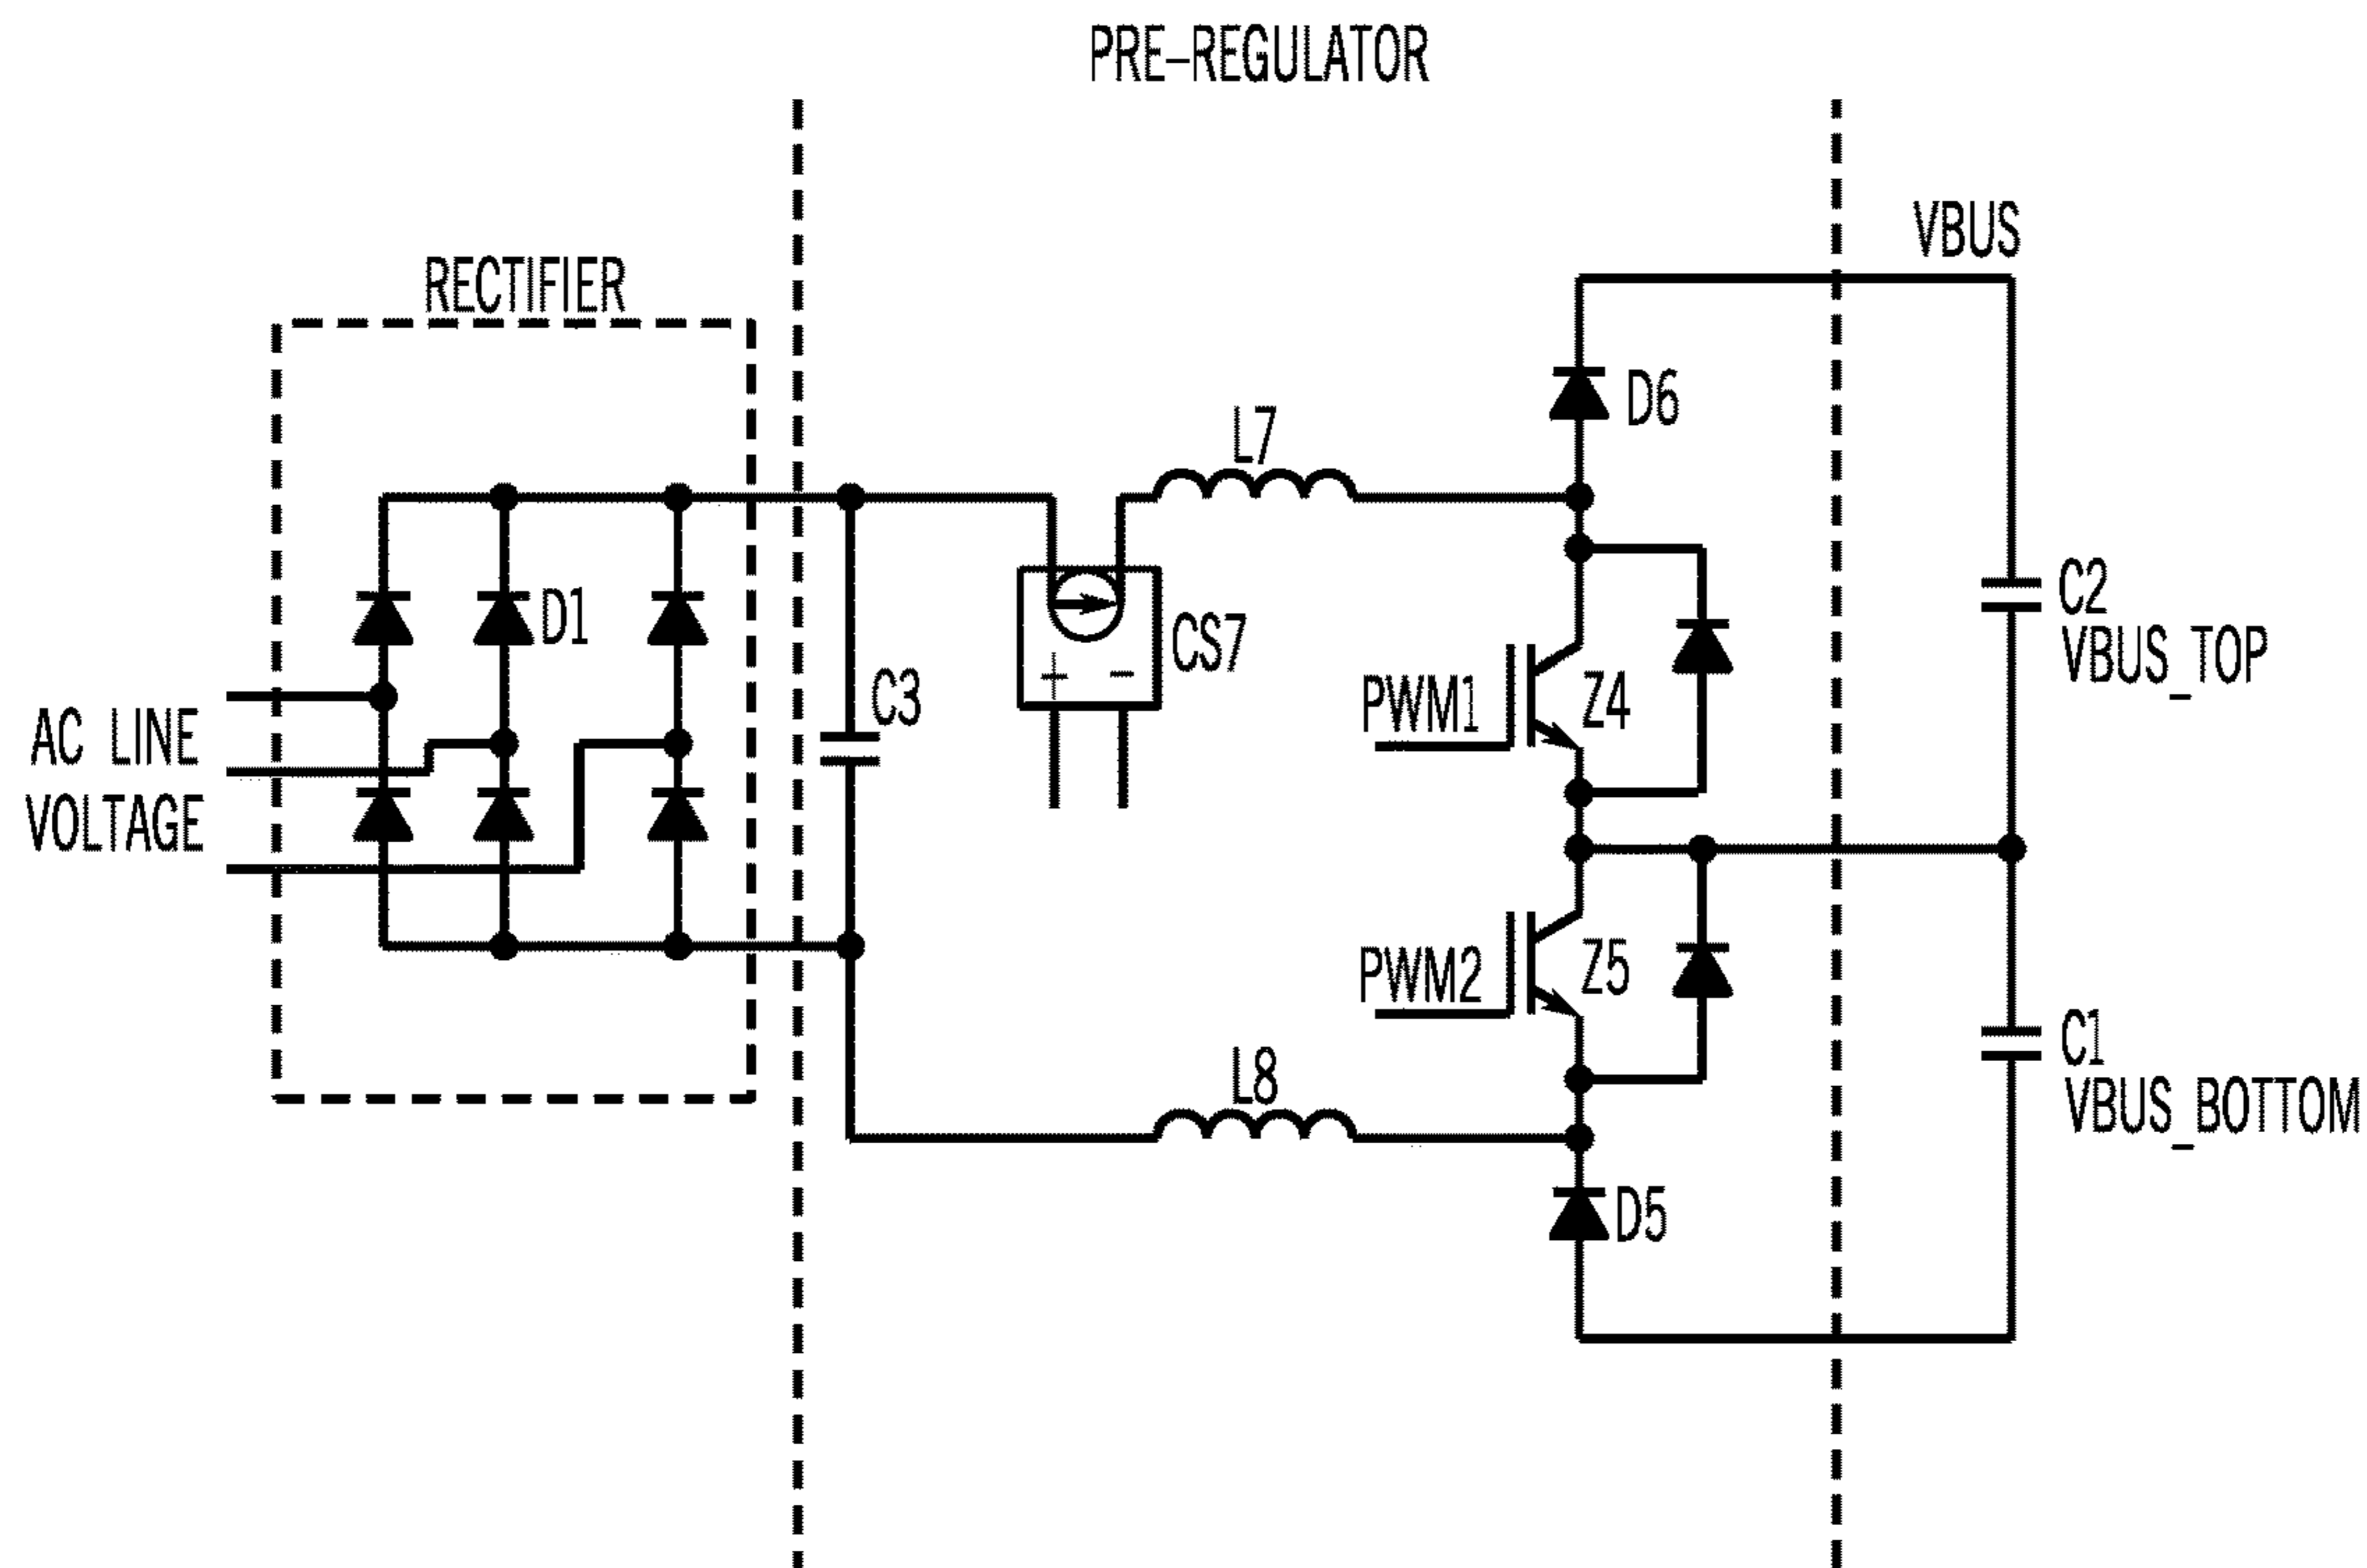 PRE-REGULATOR
VBUS
RECTIFIER
D6
L7
D1
C2
VBUS_TOP
CS7
+ -
C3
PWM1
Z4
AC LINE
VOLTAGE
PWM2
Z5
C1
VBUS_BOTTOM
L8
D5